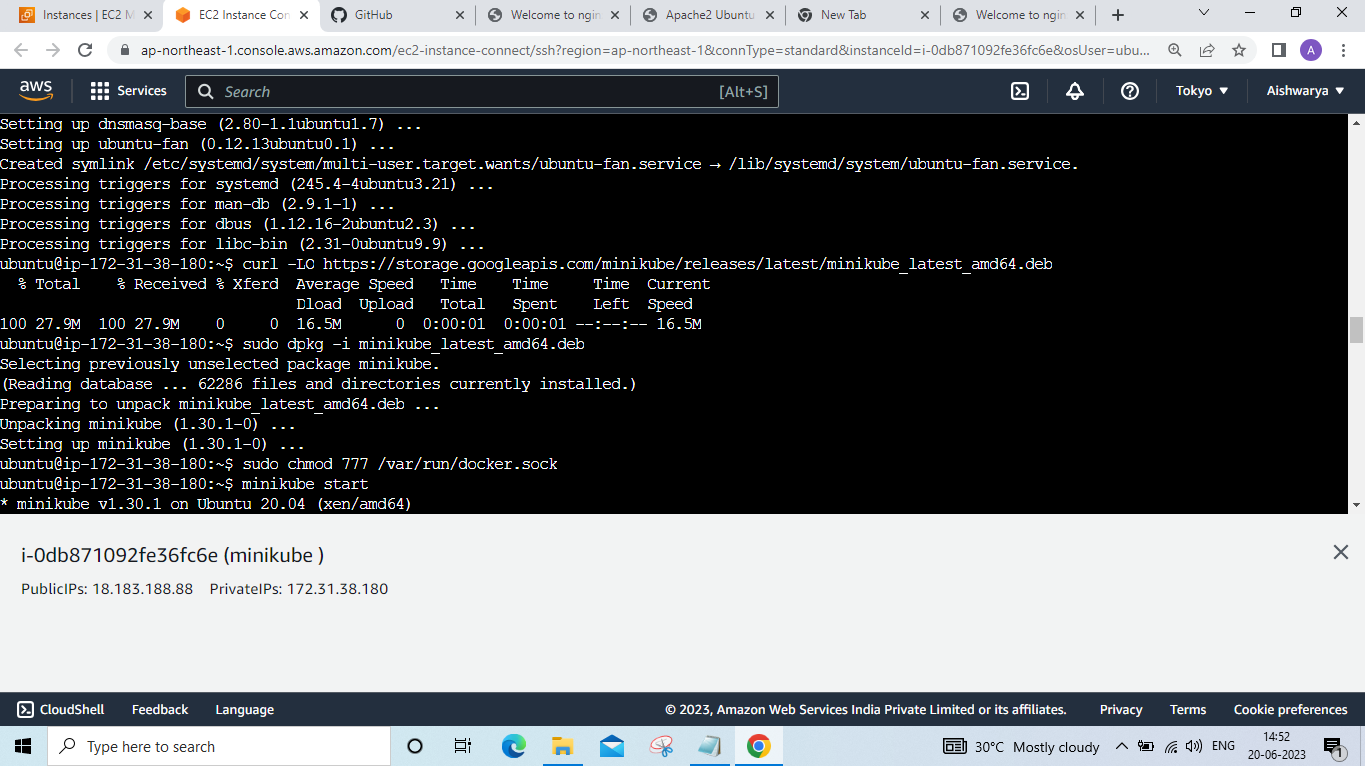 Instances | EC2 M
EC2 Instance Con
GitHub
Welcome to ngin
Apache2 Ubuntu
New Tab
Welcome to ngin
ap-northeast-1.console.aws.amazon.com/ec2-instance-connect/ssh?region=ap-northeast-1&connType=standard&instanceId=i-0db871092fe36fc6e&osUser=ubu...
A
aws
Services
Search
[Alt+S]
Tokyo
Aishwarya
Setting up dnsmasq-base (2.80-1.1ubuntu1.7) ...
Setting up ubuntu-fan (0.12.13ubuntu0.1) ...
Created symlink /etc/systemd/system/multi-user.target.wants/ubuntu-fan.service → /lib/systemd/system/ubuntu-fan.service.
Processing triggers for systemd (245.4-4ubuntu3.21) ...
Processing triggers for man-db (2.9.1-1) ...
Processing triggers for dbus (1.12.16-2ubuntu2.3) ...
Processing triggers for libc-bin (2.31-0ubuntu9.9) ...
ubuntu@ip-172-31-38-180:~$ curl -LO https://storage.googleapis.com/minikube/releases/latest/minikube_latest_amd64.deb
  % Total    % Received % Xferd  Average Speed   Time    Time     Time  Current
                                 Dload  Upload   Total   Spent    Left  Speed
100 27.9M  100 27.9M    0     0  16.5M      0  0:00:01  0:00:01 --:--:-- 16.5M
ubuntu@ip-172-31-38-180:~$ sudo dpkg -i minikube_latest_amd64.deb
Selecting previously unselected package minikube.
(Reading database ... 62286 files and directories currently installed.)
Preparing to unpack minikube_latest_amd64.deb ...
Unpacking minikube (1.30.1-0) ...
Setting up minikube (1.30.1-0) ...
ubuntu@ip-172-31-38-180:~$ sudo chmod 777 /var/run/docker.sock
ubuntu@ip-172-31-38-180:~$ minikube start
* minikube v1.30.1 on Ubuntu 20.04 (xen/amd64)
i-0db871092fe36fc6e (minikube )
PublicIPs: 18.183.188.88    PrivateIPs: 172.31.38.180
CloudShell
Feedback
Language
© 2023, Amazon Web Services India Private Limited or its affiliates.
Privacy
Terms
Cookie preferences
Type here to search
30°C Mostly cloudy
ENG
14:52
20-06-2023
1